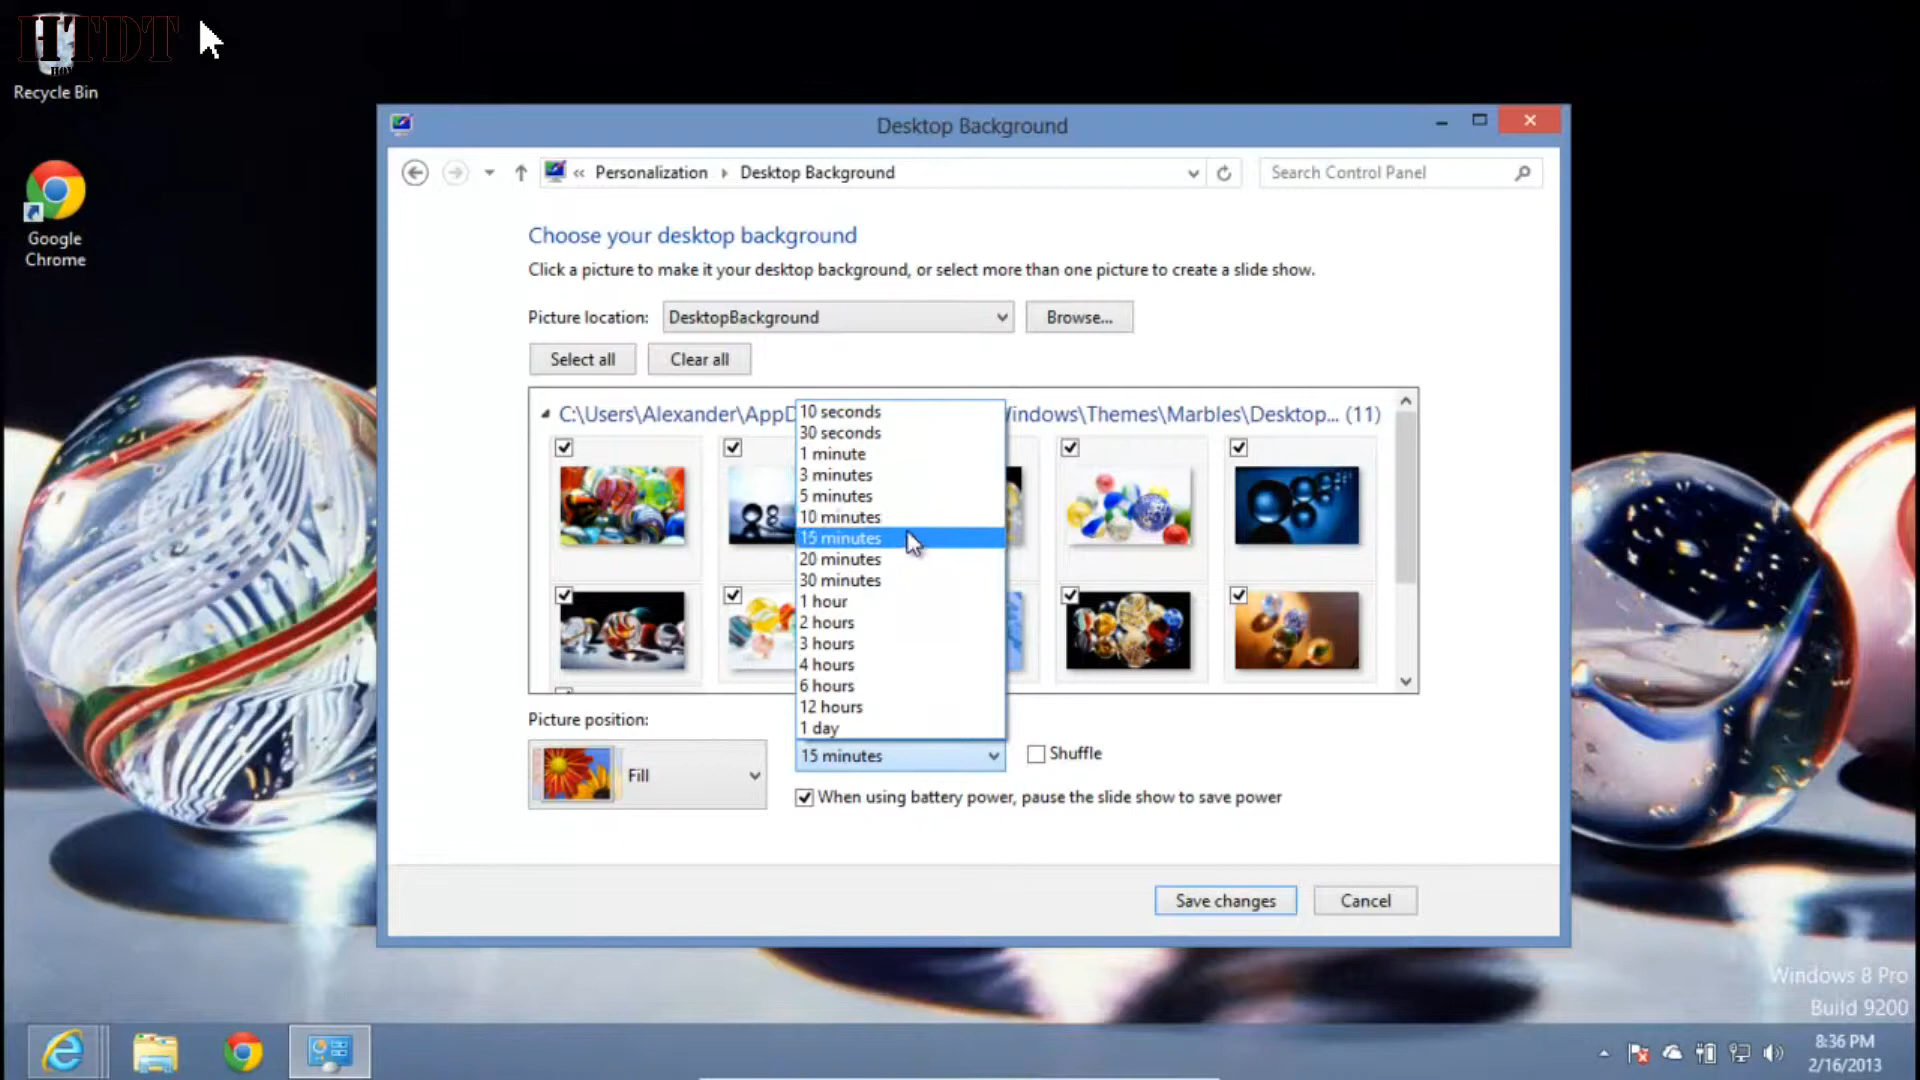 HTDT
Recycle Bin
Google
Chrome
Desktop Background
« Personalization Desktop Background
Search Control Panel
Choose your desktop background
Click a picture to make it your desktop background, or select more than one picture to create a slide show.
Picture location: DesktopBackground Browse...
Select all Clear all
C:\Users\Alexander\AppD indows\Themes\Marbles\Desktop... (11)
10 seconds
30 seconds
1 minute
3 minutes
5 minutes
10 minutes
15 minutes
20 minutes
30 minutes
1 hour
2 hours
3 hours
4 hours
6 hours
12 hours
1 day
Picture position:
Fill
15 minutes
Shuffle
When using battery power, pause the slide show to save power
Save changes Cancel
Windows 8 Pro
Build 9200
8:36 PM
2/16/2013